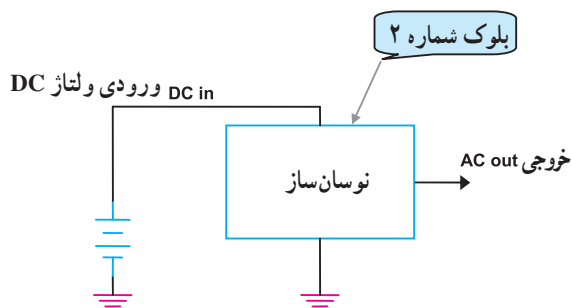 بلوک شماره ۲
ورودی ولتاژ DC
DC in
نوسان‌ساز
خروجی AC out